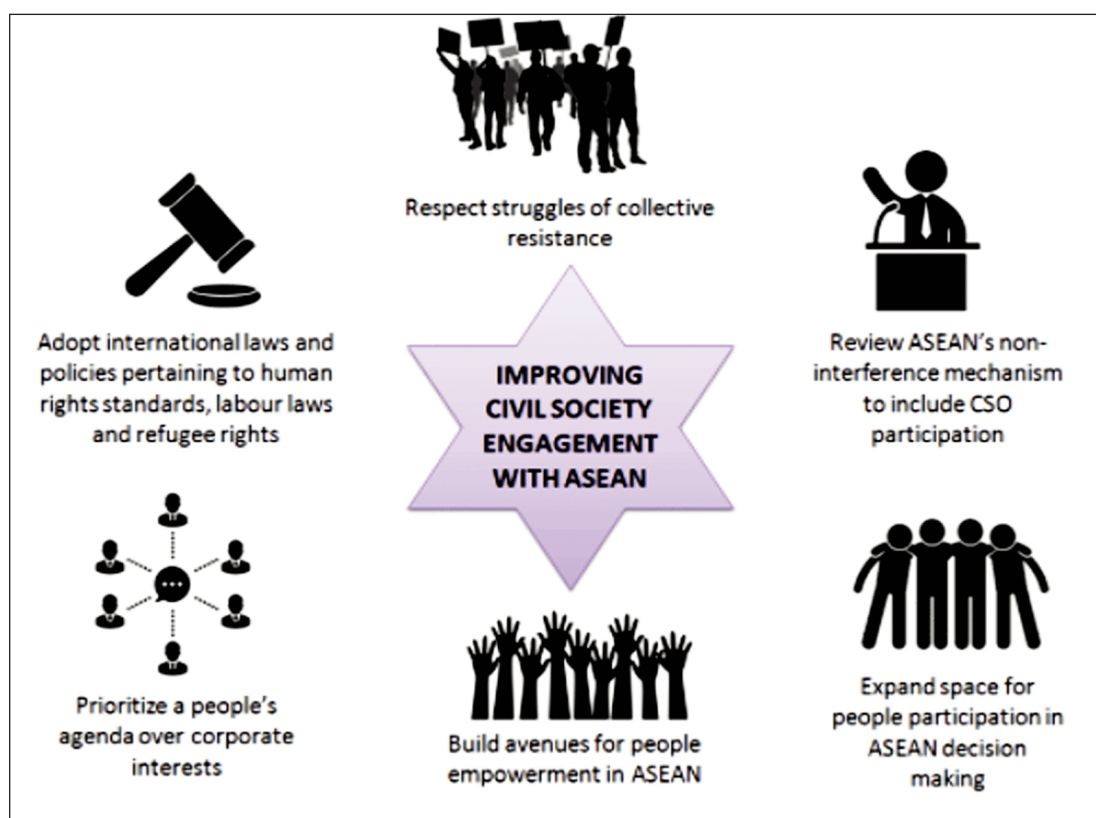 Respect struggles of collective
resistance
Adopt international laws and
policies pertaining to human
rights standards, labour laws
and refugee rights
IMPROVING
CIVIL SOCIETY
ENGAGEMENT
WITH ASEAN
Review ASEAN's non-
interference mechanism
to include CSO
participation
Prioritize a people's
agenda over corporate
interests
Build avenues for people
empowerment in ASEAN
Expand space for
people participation in
ASEAN decision
making